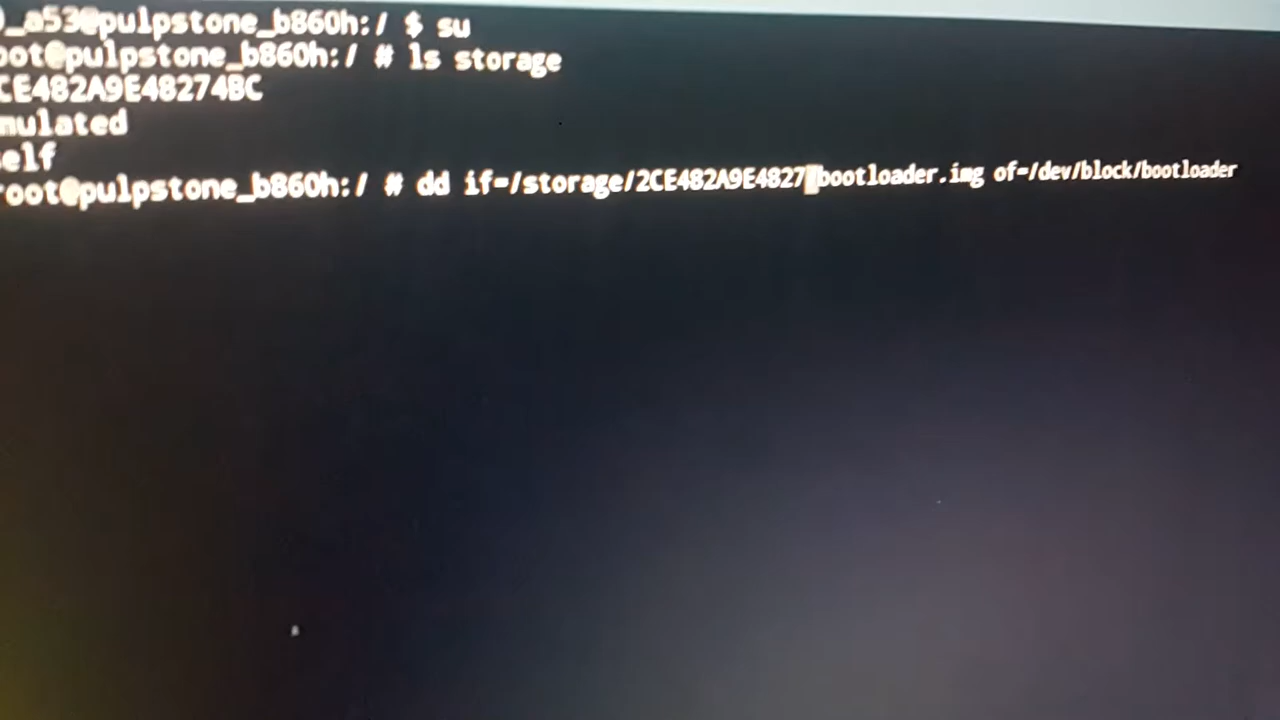 _a53@pulpstone_b860h:/ $ su
oot@pulpstone_b860h:/ # ls storage
CE482A9E48274BC
mulated
elf
root@pulpstone_b860h:/ # dd if=/storage/2CE482A9E4827 bootloader.img of=/dev/block/bootloader